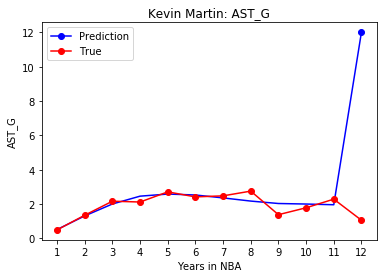 Kevin Martin: AST_G
Prediction
True
AST_G
12
10
8
6
4
2
0
1 2 3 4 5 6 7 8 9 10 11 12
Years in NBA